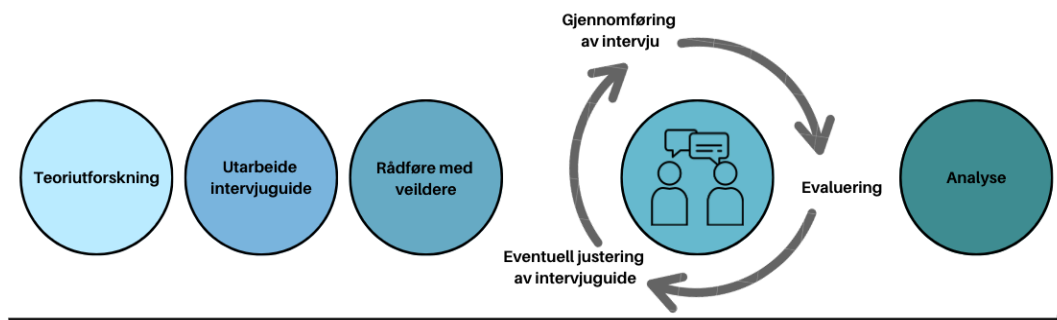 Gjennomføring
av intervju
Teoriutforskning
Utarbeide
intervjuguide
Rådføre med
veildere
Evaluering
Analyse
Eventuell justering
av intervjuguide